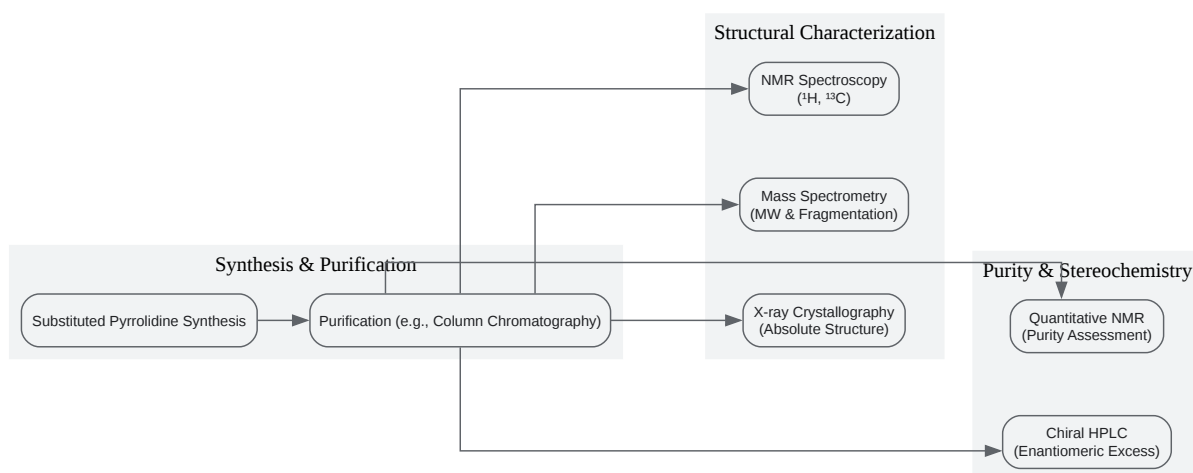 Structural Characterization
NMR Spectroscopy
(¹H, ¹³C)
Mass Spectrometry
(MW & Fragmentation)
Synthesis & Purification
Purity & Stereochemistry
Substituted Pyrrolidine Synthesis
Purification (e.g., Column Chromatography)
X-ray Crystallography
(Absolute Structure)
Quantitative NMR
(Purity Assessment)
Chiral HPLC
(Enantiomeric Excess)